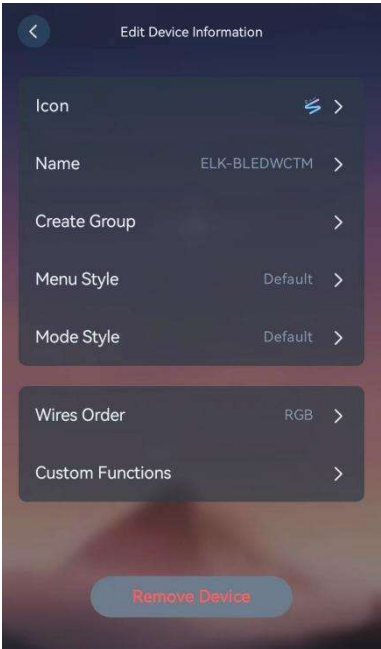 Edit Device Information
Icon
Name ELK-BLEDWCTM
Create Group
Menu Style Default
Mode Style Default
Wires Order RGB
Custom Functions
Remove Device